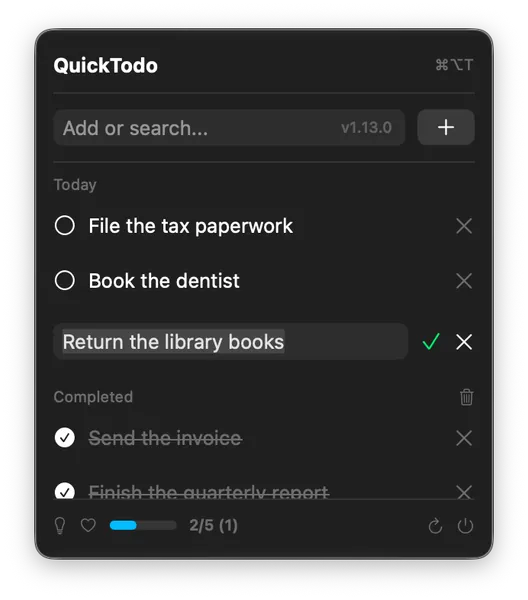 QuickTodo
⌘⌥T
Add or search...
v1.13.0
Today
File the tax paperwork
Book the dentist
Return the library books
Completed
Send the invoice
Finish the quarterly report
2/5 (1)